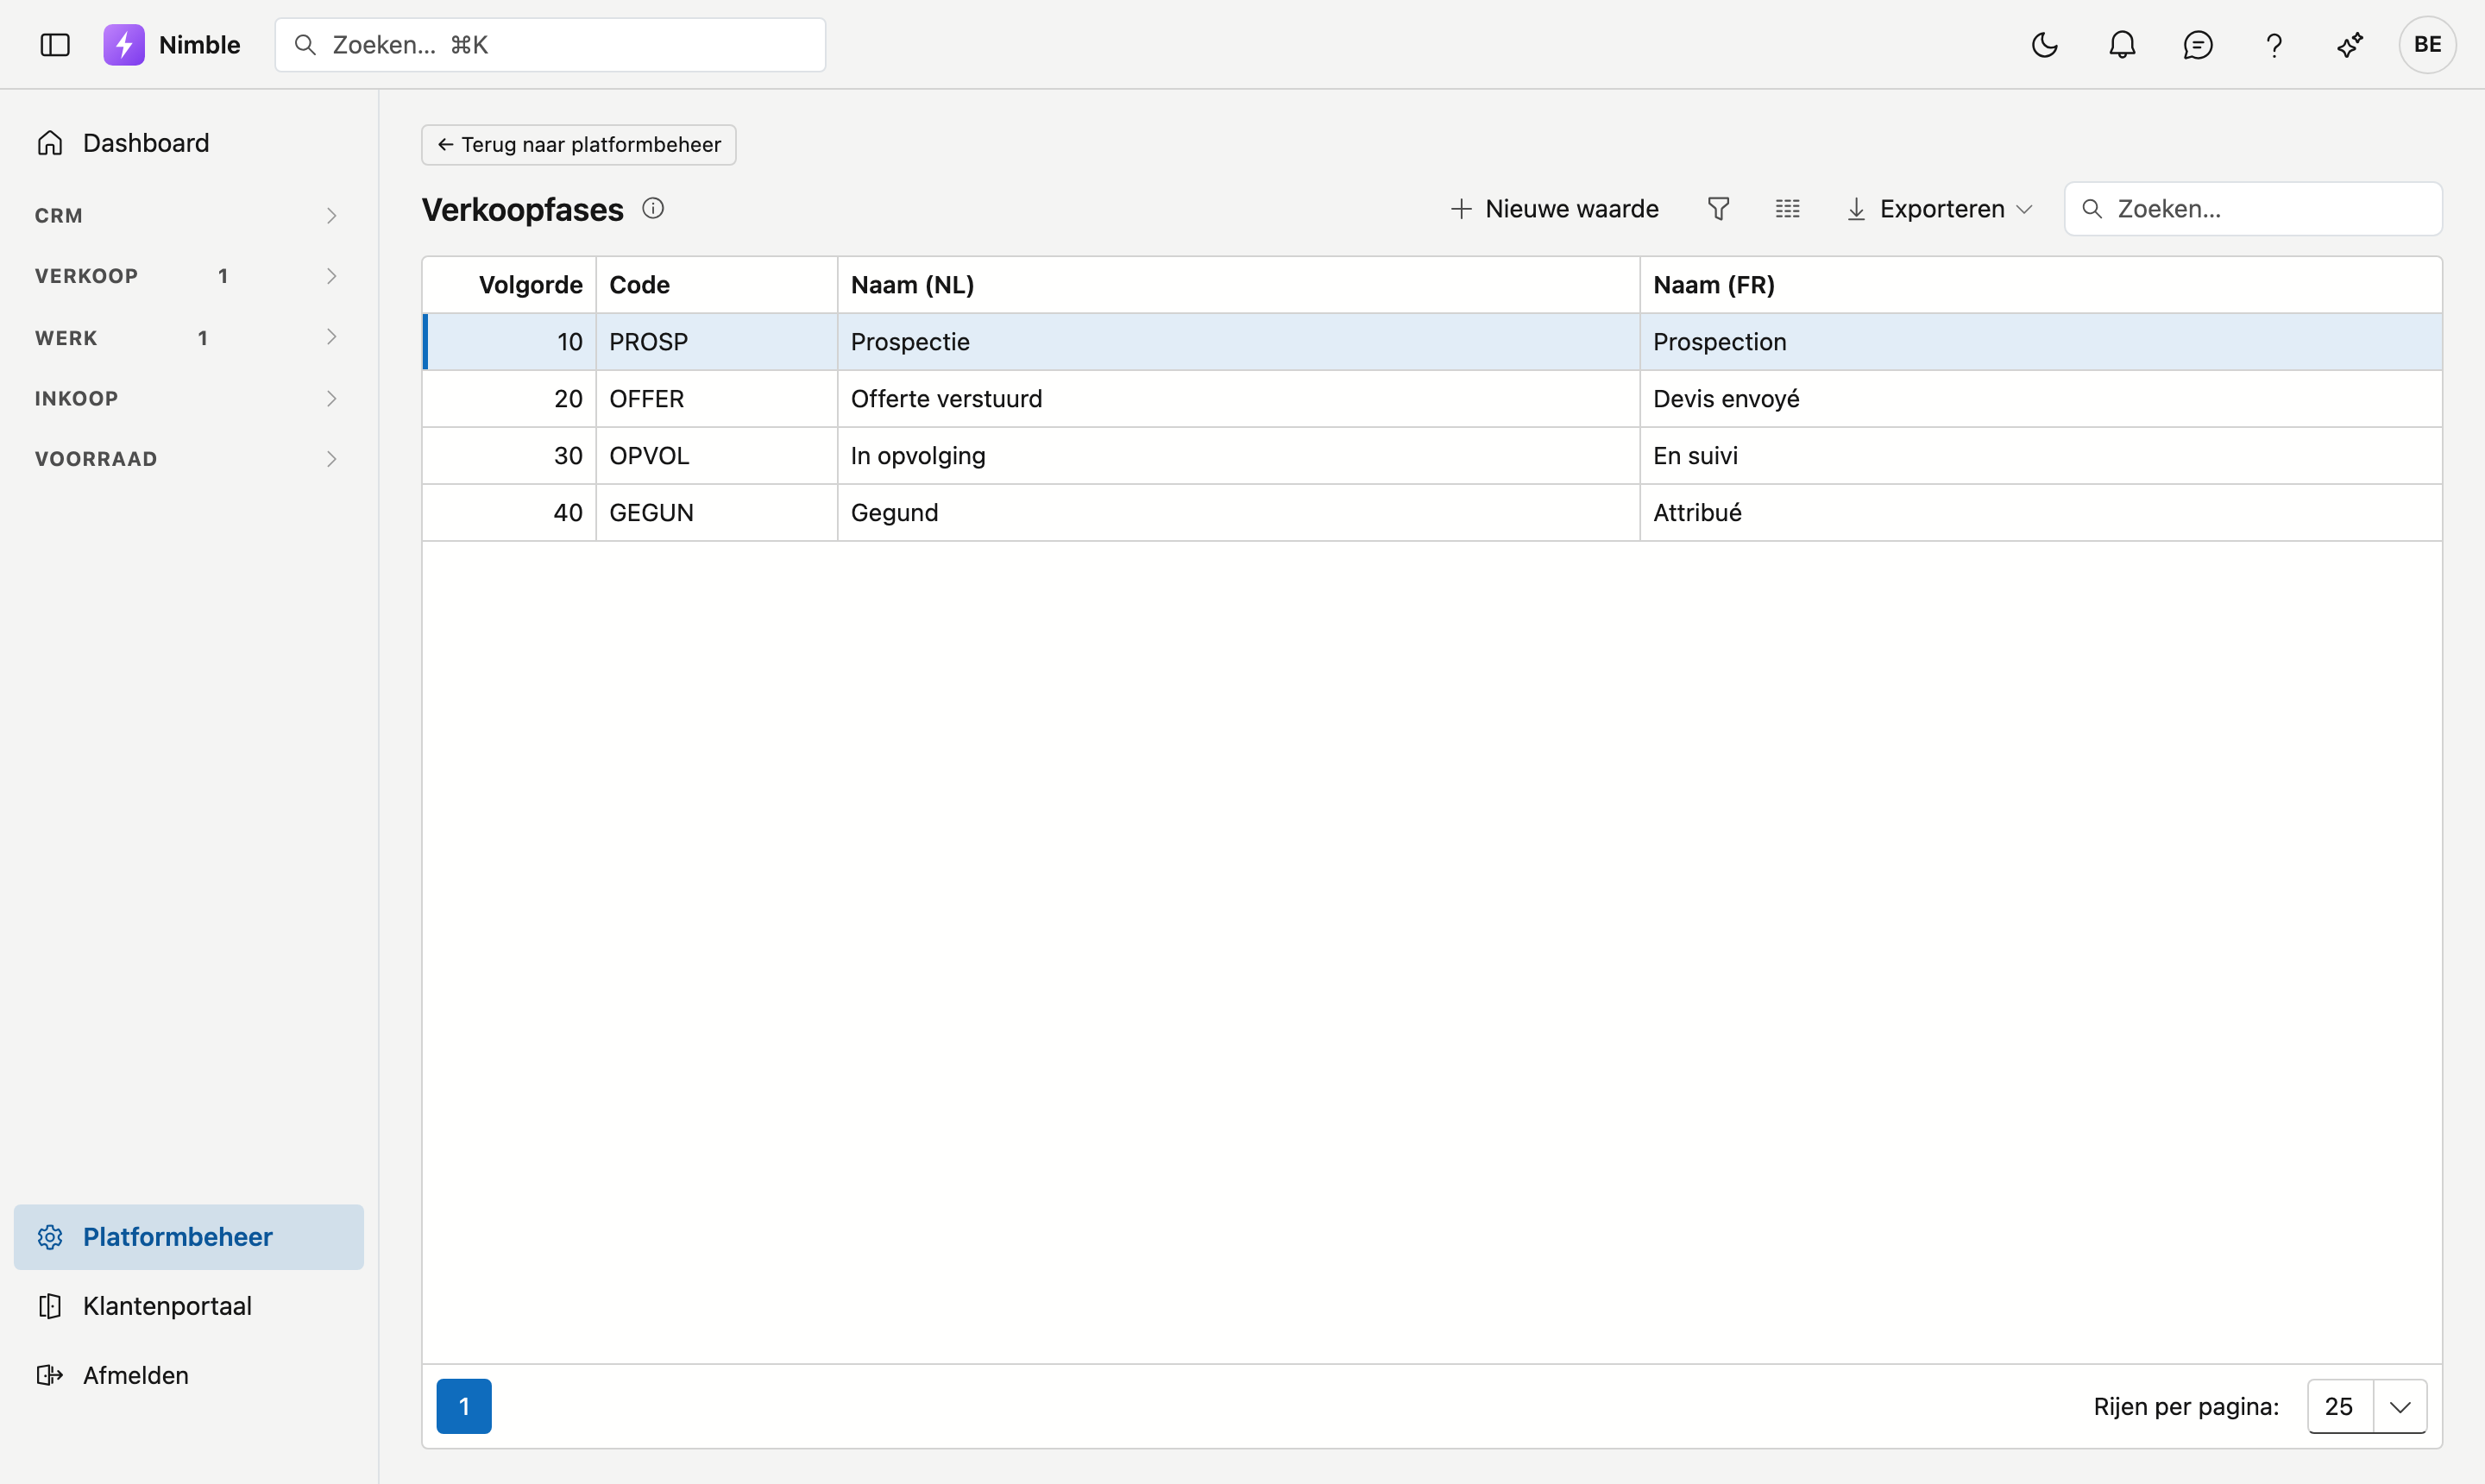 Nimble
Zoeken... ⌘K
BE
Dashboard
CRM
VERKOOP 1
WERK 1
INKOOP
VOORRAAD
Platformbeheer
Klantenportaal
Afmelden
← Terug naar platformbeheer
Verkoopfases
Nieuwe waarde
Exporteren
Zoeken...
Volgorde Code Naam (NL) Naam (FR)
10 PROSP Prospectie Prospection
20 OFFER Offerte verstuurd Devis envoyé
30 OPVOL In opvolging En suivi
40 GEGUN Gegund Attribué
1
Rijen per pagina: 25